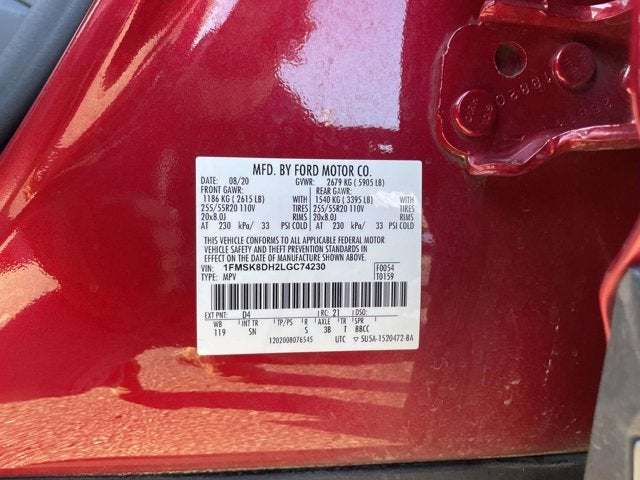 MFD. BY FORD MOTOR CO.
DATE: 08/20 GVWR: 2679 KG ( 5905 LB)
FRONT GAWR: REAR GAWR:
1186 KG ( 2615 LB) WITH 1540 KG ( 3395 LB) WITH
255/55R20 110V TIRES 255/55R20 110V TIRES
20x8.0J RIMS 20x8.0J RIMS
AT 230 kPa/ 33 PSI COLD AT 230 kPa/ 33 PSI COLD
THIS VEHICLE CONFORMS TO ALL APPLICABLE FEDERAL MOTOR
VEHICLE SAFETY AND THEFT PREVENTION STANDARDS IN EFFECT
ON THE DATE OF MANUFACTURE SHOWN ABOVE.
VIN: 1FMSK8DH2LGC74230 F0054
TYPE: MPV T0159
EXT PNT: D4 RC: 21 DSO:
WB INT TR TP/PS R AXLE TR SPR
119 SN S 3B T BBCC
1202008076545 UTC ▽ 5U5A-1520472-BA